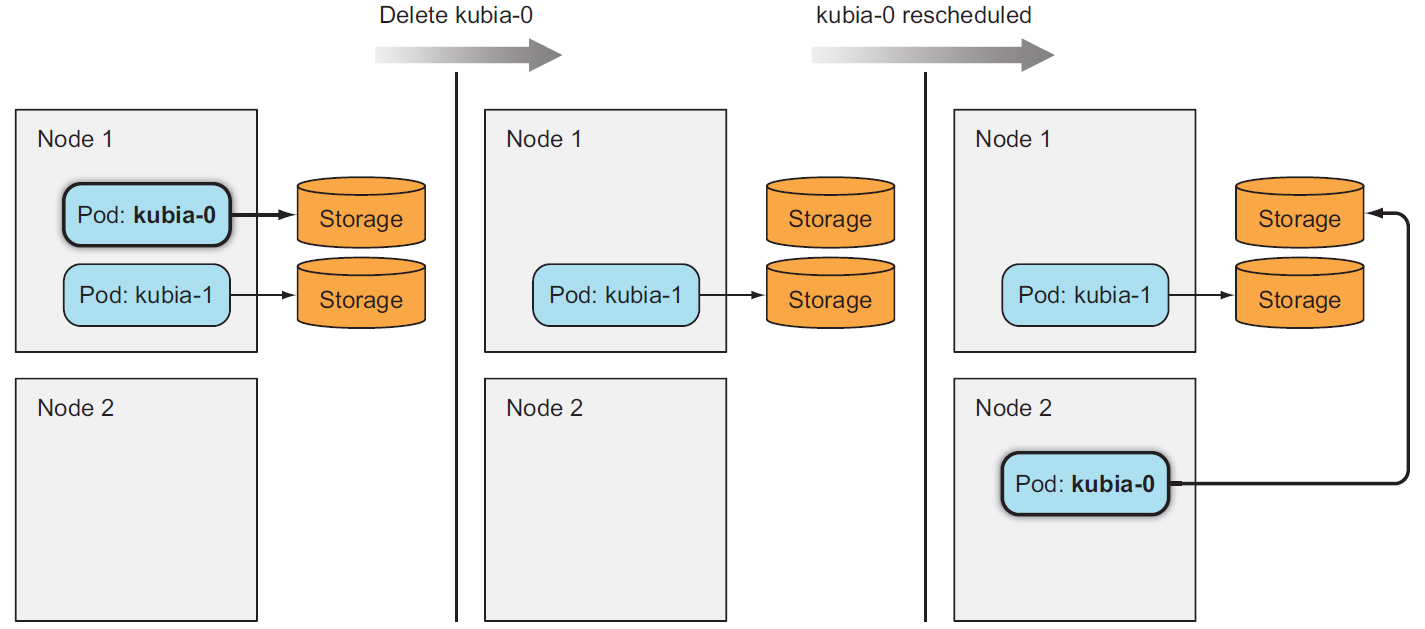 Delete kubia-0
kubia-0 rescheduled
Node 1
Pod: kubia-0
Storage
Pod: kubia-1
Storage
Node 2
Node 1
Storage
Pod: kubia-1
Storage
Node 2
Node 1
Storage
Pod: kubia-1
Storage
Node 2
Pod: kubia-0